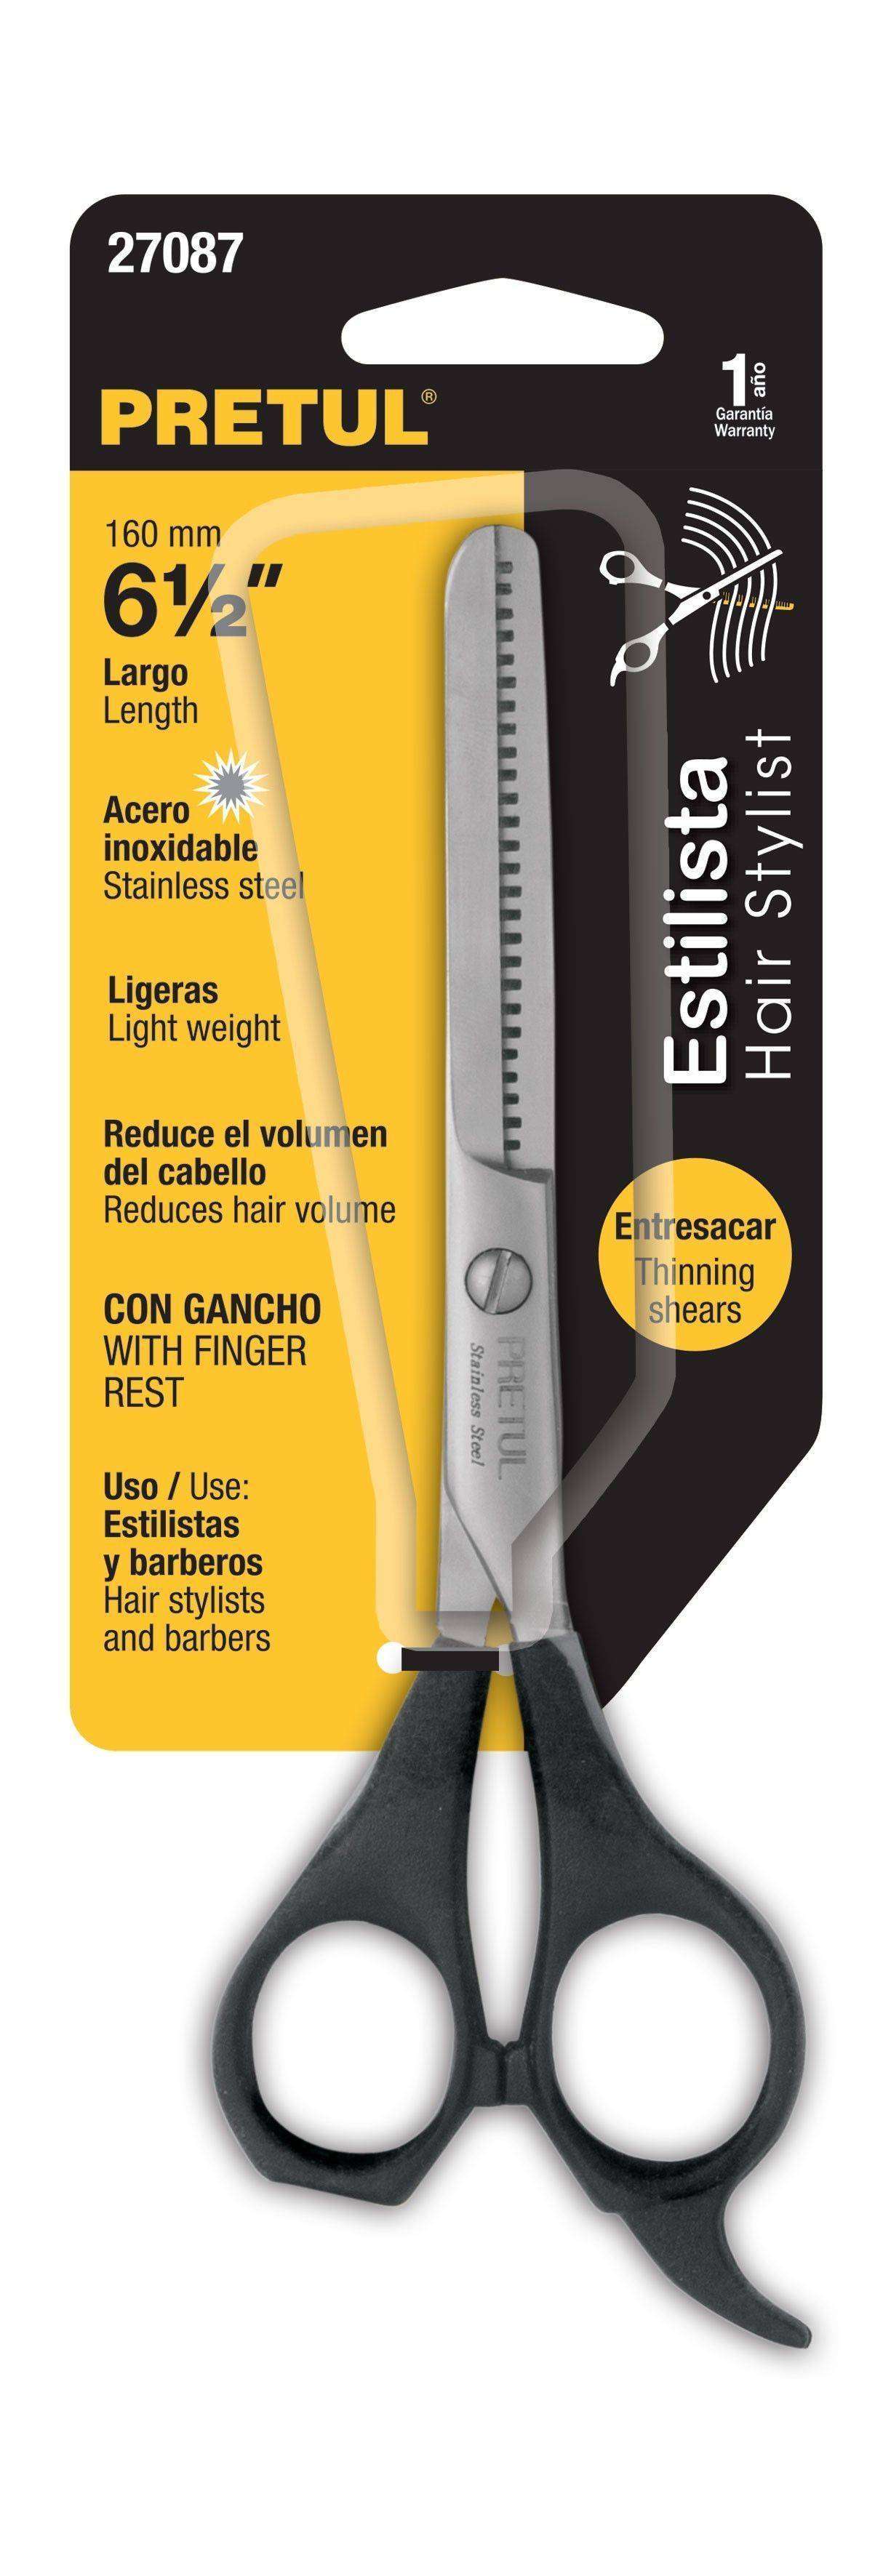 27087
PRETUL®
1 año
Garantía
Warranty
160 mm
6½"
Largo
Length
Acero
inoxidable
Stainless steel
Ligeras
Light weight
Reduce el volumen
del cabello
Reduces hair volume
CON GANCHO
WITH FINGER
REST
Uso / Use:
Estilistas
y barberos
Hair stylists
and barbers
Estilista
Hair Stylist
Entresacar
Thinning
shears
PRETUL
Stainless Steel